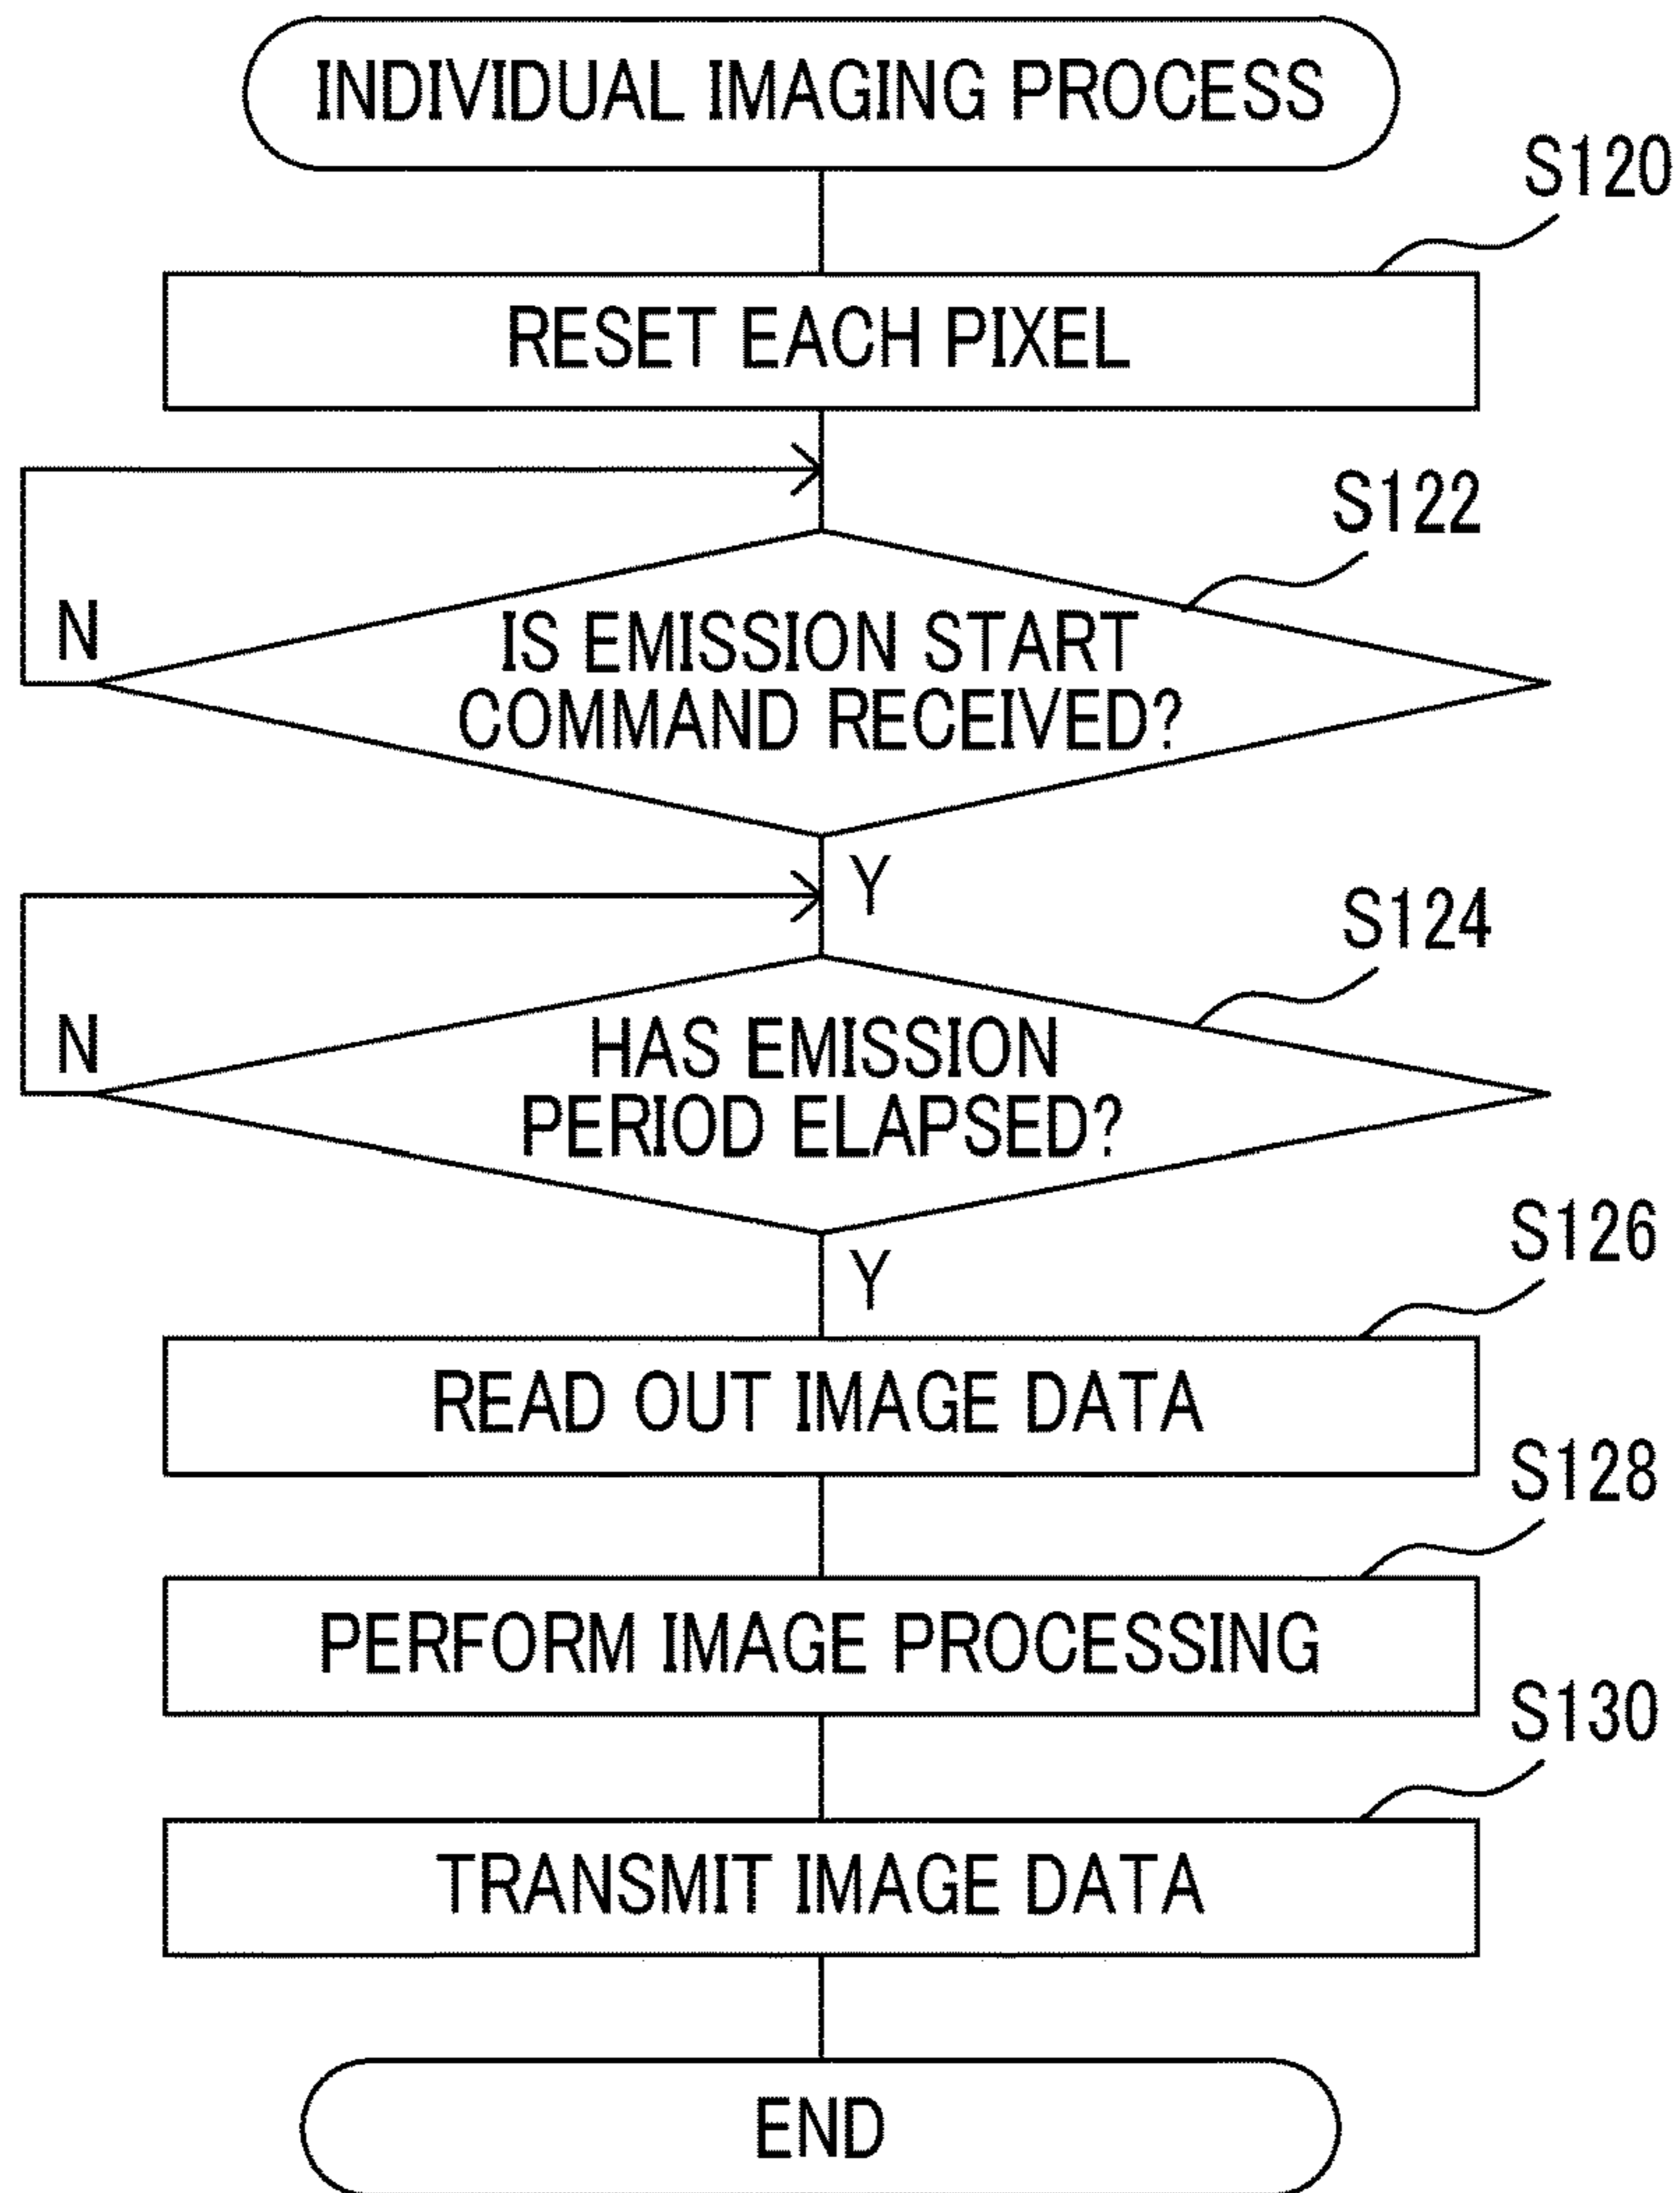 INDIVIDUAL IMAGING PROCESS
S120
RESET EACH PIXEL
S122
N
IS EMISSION START
COMMAND RECEIVED?
Y
S124
N
HAS EMISSION
PERIOD ELAPSED?
S126
Y
READ OUT IMAGE DATA
S128
PERFORM IMAGE PROCESSING
S130
TRANSMIT IMAGE DATA
END